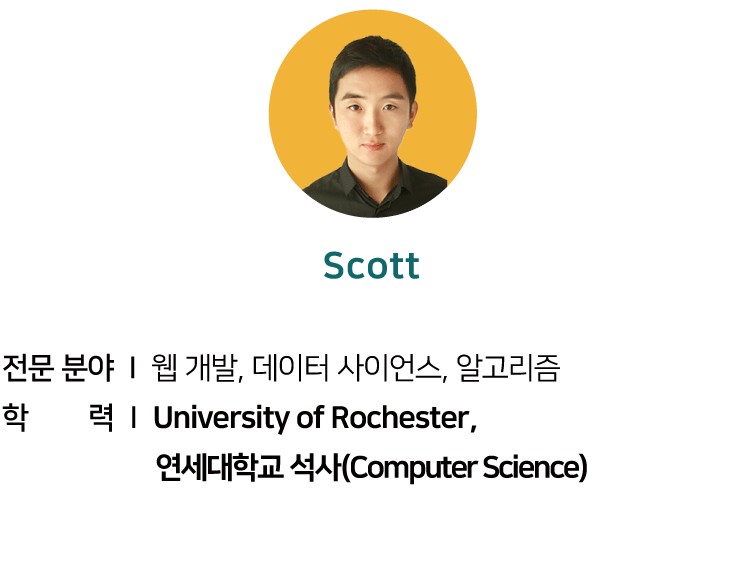 Scott
전문 분야 I 웹 개발, 데이터 사이언스, 알고리즘
학 력 I University of Rochester,
연세대학교 석사(Computer Science)